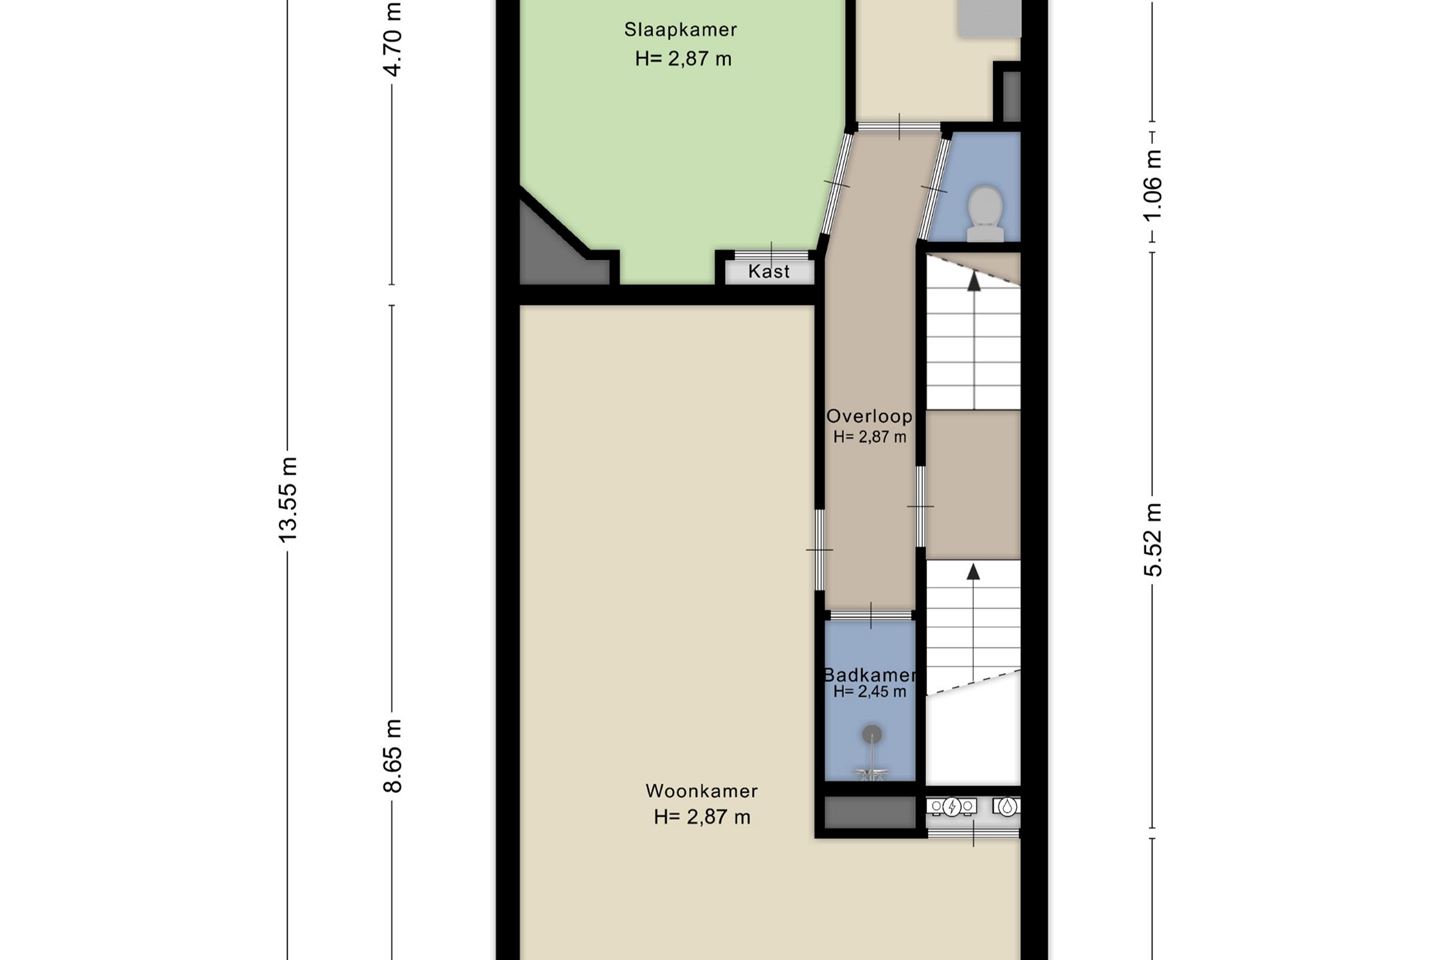 4.70 m
Slaapkamer
H= 2,87 m
1.06 m
Kast
Overloop
H= 2,87 m
13.55 m
5.52 m
Badkamer
H= 2,45 m
8.65 m
Woonkamer
H= 2,87 m